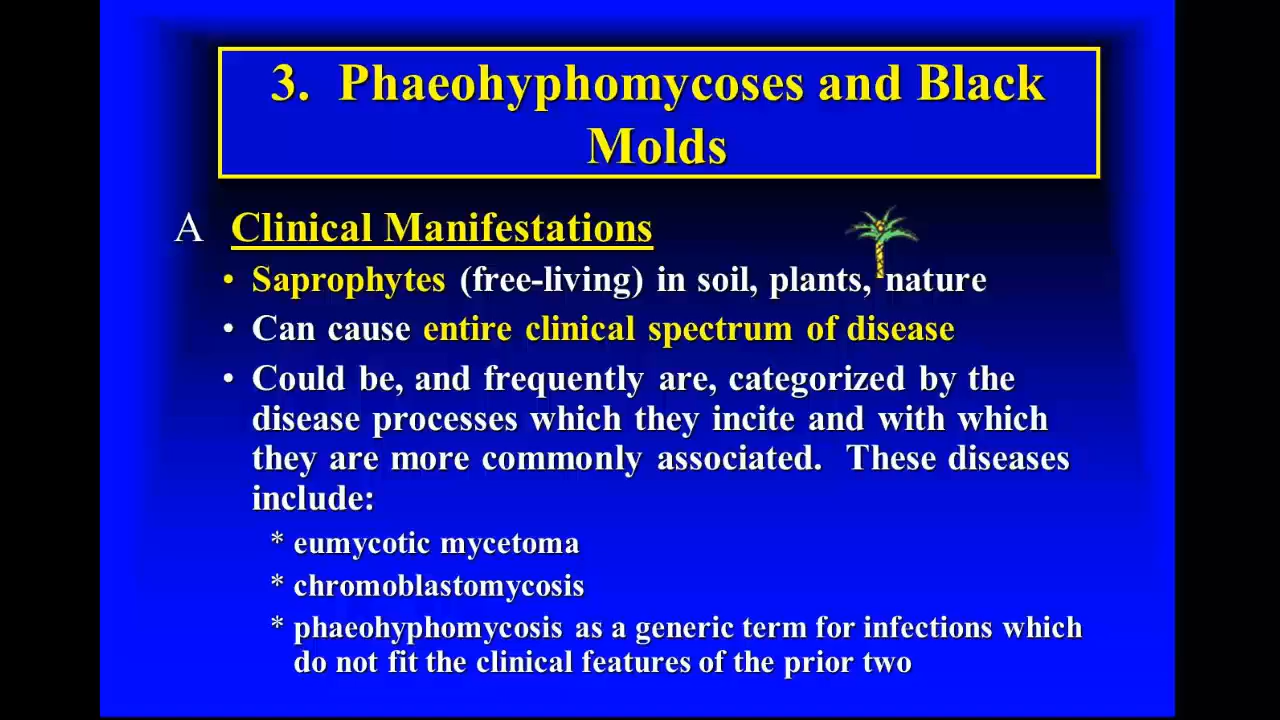 3. Phaeohyphomycoses and Black
Molds
A Clinical Manifestations
• Saprophytes (free-living) in soil, plants, nature
• Can cause entire clinical spectrum of disease
• Could be, and frequently are, categorized by the
disease processes which they incite and with which
they are more commonly associated. These diseases
include:
* eumycotic mycetoma
* chromoblastomycosis
* phaeohyphomycosis as a generic term for infections which
do not fit the clinical features of the prior two